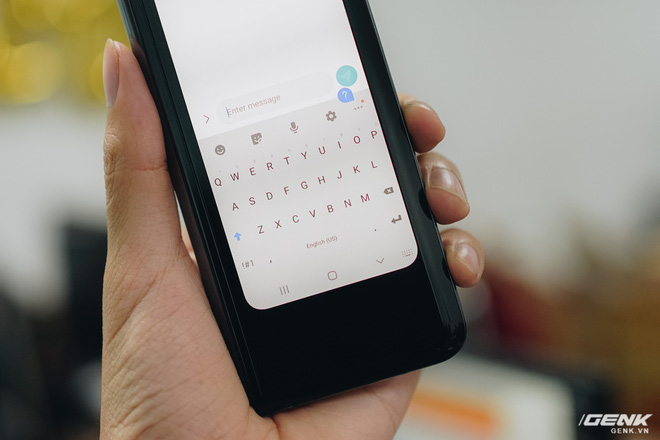 Enter message
?
Q W E R T Y U I O P
A S D F G H J K L
Z X C V B N M
!#1 , English (US) .
GENK
GENK.VN